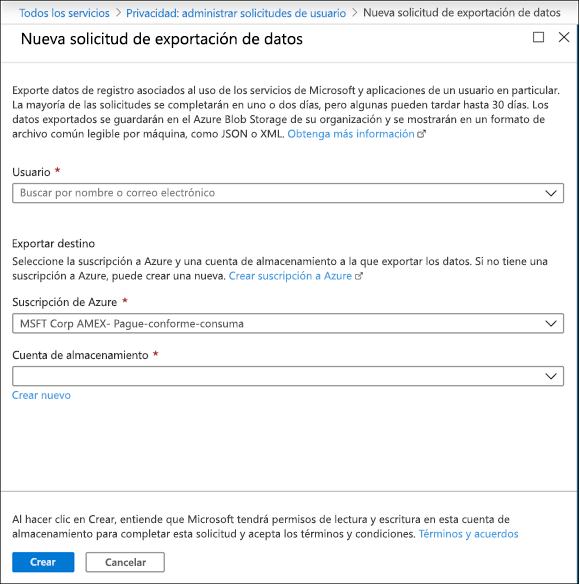 Todos los servicios > Privacidad: administrar solicitudes de usuario > Nueva solicitud de exportación de datos
Nueva solicitud de exportación de datos
Exporte datos de registro asociados al uso de los servicios de Microsoft y aplicaciones de un usuario en particular.
La mayoría de las solicitudes se completarán en uno o dos días, pero algunas pueden tardar hasta 30 días. Los
datos exportados se guardarán en el Azure Blob Storage de su organización y se mostrarán en un formato de
archivo común legible por máquina, como JSON o XML. Obtenga más información
Usuario *
Buscar por nombre o correo electrónico
Exportar destino
Seleccione la suscripción a Azure y una cuenta de almacenamiento a la que exportar los datos. Si no tiene una
suscripción a Azure, puede crear una nueva. Crear suscripción a Azure
Suscripción de Azure *
MSFT Corp AMEX- Pague-conforme-consuma
Cuenta de almacenamiento *
Crear nuevo
Al hacer clic en Crear, entiende que Microsoft tendrá permisos de lectura y escritura en esta cuenta de
almacenamiento para completar esta solicitud y acepta los términos y condiciones. Términos y acuerdos
Crear
Cancelar